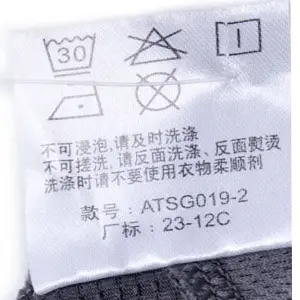 30
不可浸泡,请及时洗涤
不可搓洗,请反面洗涤、反面熨烫
洗涤时请不要使用衣物柔顺剂
款号: ATSG019-2
厂标: 23-12C